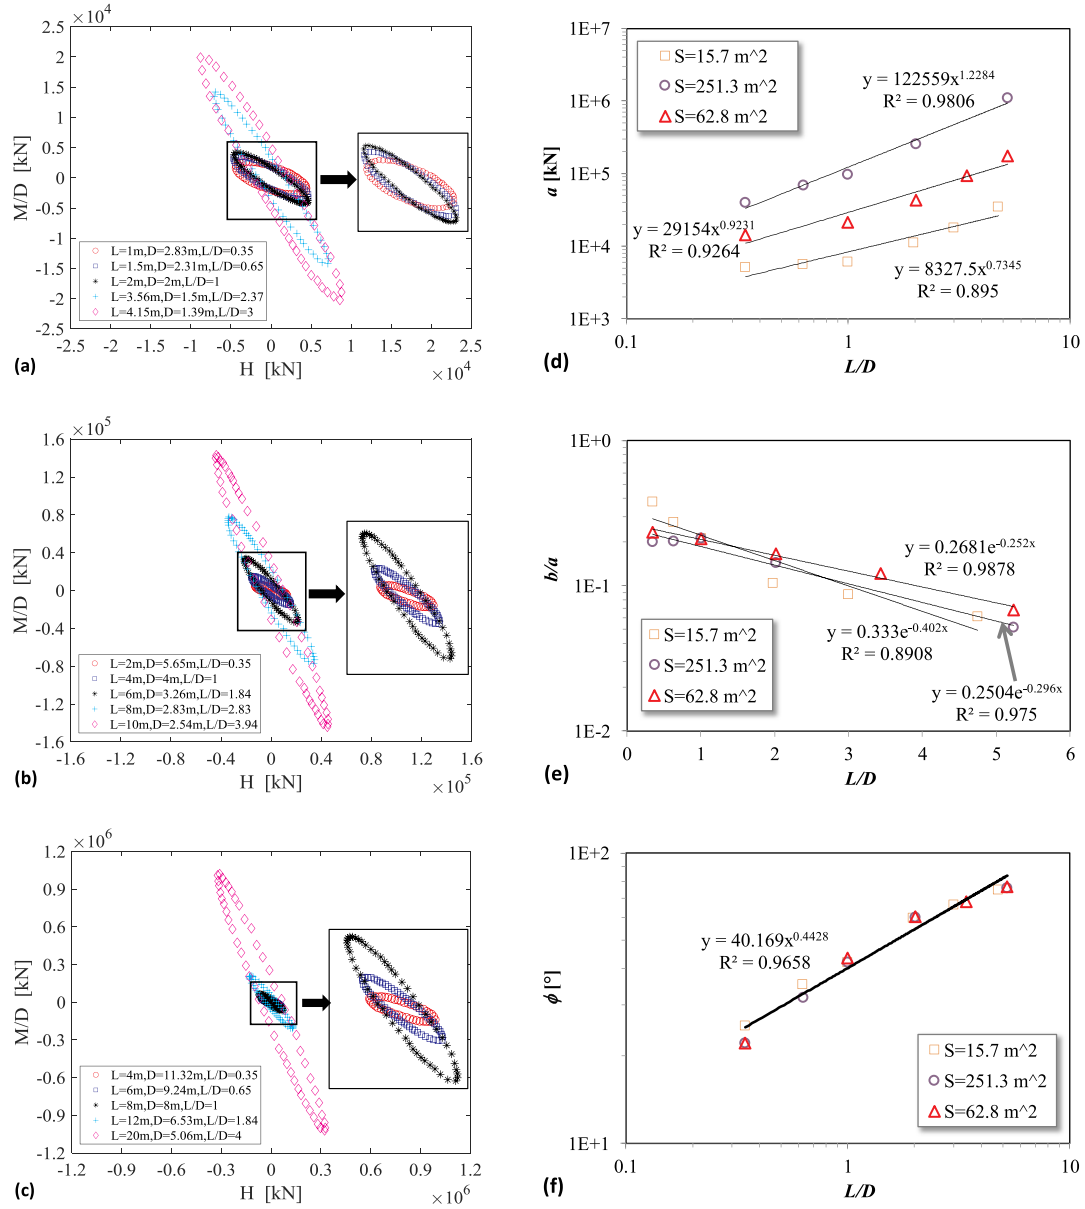 ×10⁴
2.5
2
1.5
1
0.5
0
-0.5
-1
-1.5
-2
-2.5
M/D [kN]
L=1m,D=2.83m,L/D=0.35
L=1.5m,D=2.31m,L/D=0.65
L=2m,D=2m,L/D=1
L=3.56m,D=1.5m,L/D=2.37
L=4.15m,D=1.39m,L/D=3
-2.5 -2 -1.5 -1 -0.5 0 0.5 1 1.5 2 2.5
(a)
H [kN]
×10⁴
1E+7
1E+6
1E+5
1E+4
1E+3
a [kN]
S=15.7 m^2
S=251.3 m^2
S=62.8 m^2
y = 122559x^1.2284
R² = 0.9806
y = 29154x^0.9231
R² = 0.9264
y = 8327.5x^0.7345
R² = 0.895
0.1 1 10
(d)
L/D
×10⁵
1.6
1.2
0.8
0.4
0
-0.4
-0.8
-1.2
-1.6
M/D [kN]
L=2m,D=5.65m,L/D=0.35
L=4m,D=4m,L/D=1
L=6m,D=3.26m,L/D=1.84
L=8m,D=2.83m,L/D=2.83
L=10m,D=2.54m,L/D=3.94
-1.6 -1.2 -0.8 -0.4 0 0.4 0.8 1.2 1.6
(b)
H [kN]
×10⁵
1E+0
1E-1
1E-2
b/a
y = 0.2681e^-0.252x
R² = 0.9878
S=15.7 m^2
S=251.3 m^2
S=62.8 m^2
y = 0.333e^-0.402x
R² = 0.8908
y = 0.2504e^-0.296x
R² = 0.975
0 1 2 3 4 5 6
(e)
L/D
×10⁶
1.2
0.9
0.6
0.3
0
-0.3
-0.6
-0.9
-1.2
M/D [kN]
L=4m,D=11.32m,L/D=0.35
L=6m,D=9.24m,L/D=0.65
L=8m,D=8m,L/D=1
L=12m,D=6.53m,L/D=1.84
L=20m,D=5.06m,L/D=4
-1.2 -0.9 -0.6 -0.3 0 0.3 0.6 0.9 1.2
(c)
H [kN]
×10⁶
1E+2
1E+1
ϕ [°]
y = 40.169x^0.4428
R² = 0.9658
S=15.7 m^2
S=251.3 m^2
S=62.8 m^2
0.1 1 10
(f)
L/D